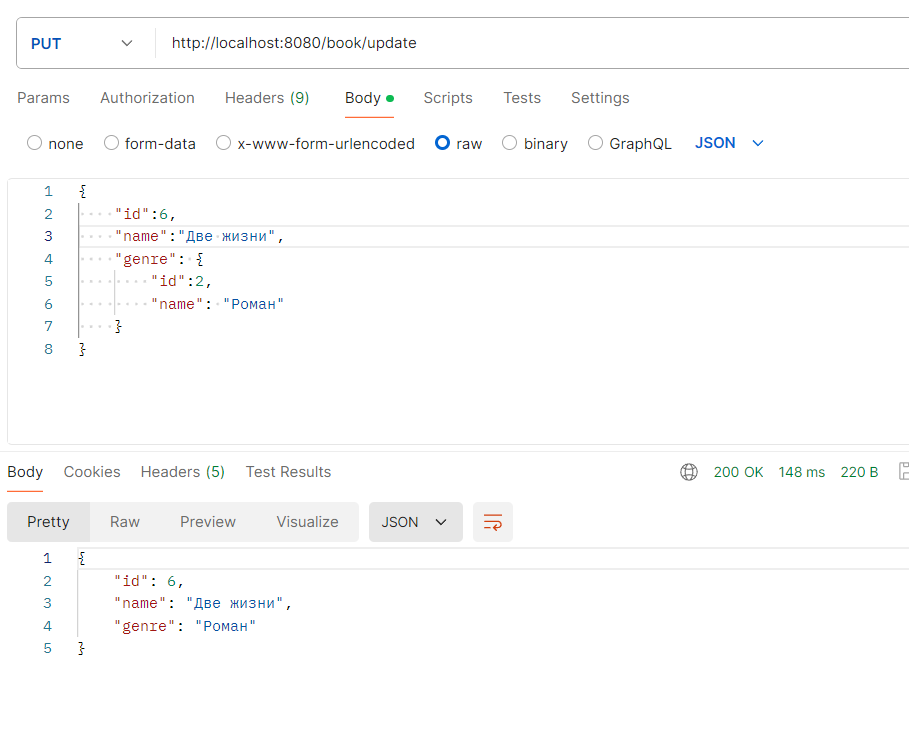 PUT http://localhost:8080/book/update
Params Authorization Headers (9) Body Scripts Tests Settings
none form-data x-www-form-urlencoded raw binary GraphQL JSON
1 {
2 "id":6,
3 "name":"Две жизни",
4 "genre": {
5 "id":2,
6 "name": "Роман"
7 }
8 }
Body Cookies Headers (5) Test Results 200 OK 148 ms 220 B
Pretty Raw Preview Visualize JSON
1 {
2 "id": 6,
3 "name": "Две жизни",
4 "genre": "Роман"
5 }